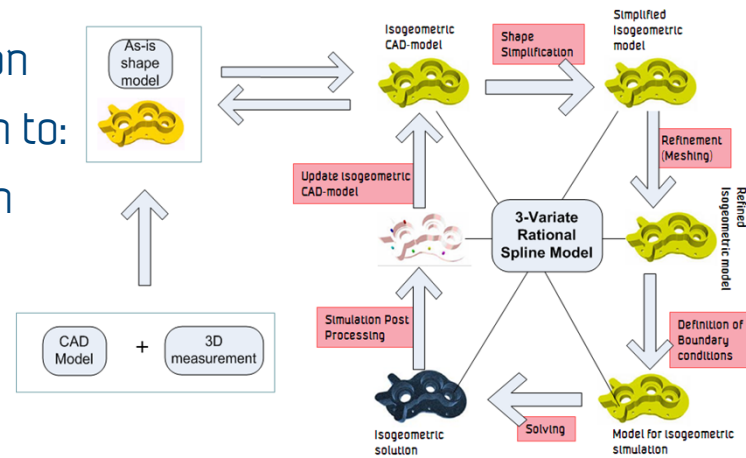 on
n to:
n
As-is
shape
model
CAD
Model
+
3D
measurement
Isogeometric
CAD-model
Shape
Simplification
Simplified
Isogeometric
model
Refinement
(Meshing)
Refined
Isogeometric model
Definition of
Boundary
conditions
Model for isogeometric
simulation
Solving
Isogeometric
solution
Simulation Post
Processing
Update isogeometric
CAD-model
3-Variate
Rational
Spline Model